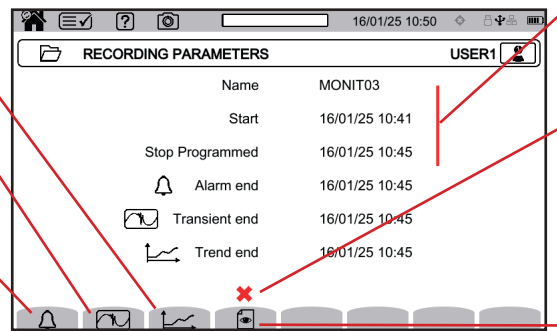 16/01/25 10:50
RECORDING PARAMETERS USER1
Name MONIT03
Start 16/01/25 10:41
Stop Programmed 16/01/25 10:45
Alarm end 16/01/25 10:45
Transient end 16/01/25 10:45
Trend end 16/01/25 10:45